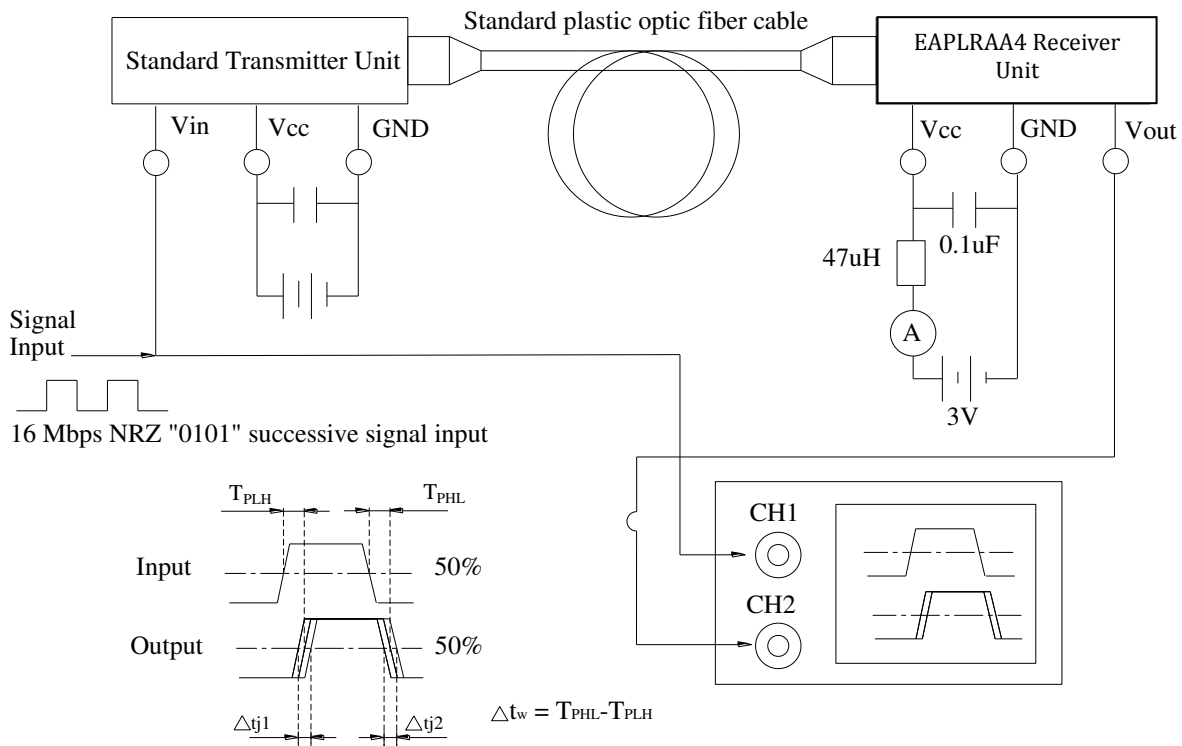 Standard plastic optic fiber cable
Standard Transmitter Unit
EAPLRAA4 Receiver
Unit
Vin
Vcc
GND
Vcc
GND
Vout
0.1uF
47uH
A
3V
Signal
Input
16 Mbps NRZ "0101" successive signal input
TPLH
TPHL
Input
50%
Output
50%
△tj1
△tj2
△tw = TPHL-TPLH
CH1
CH2